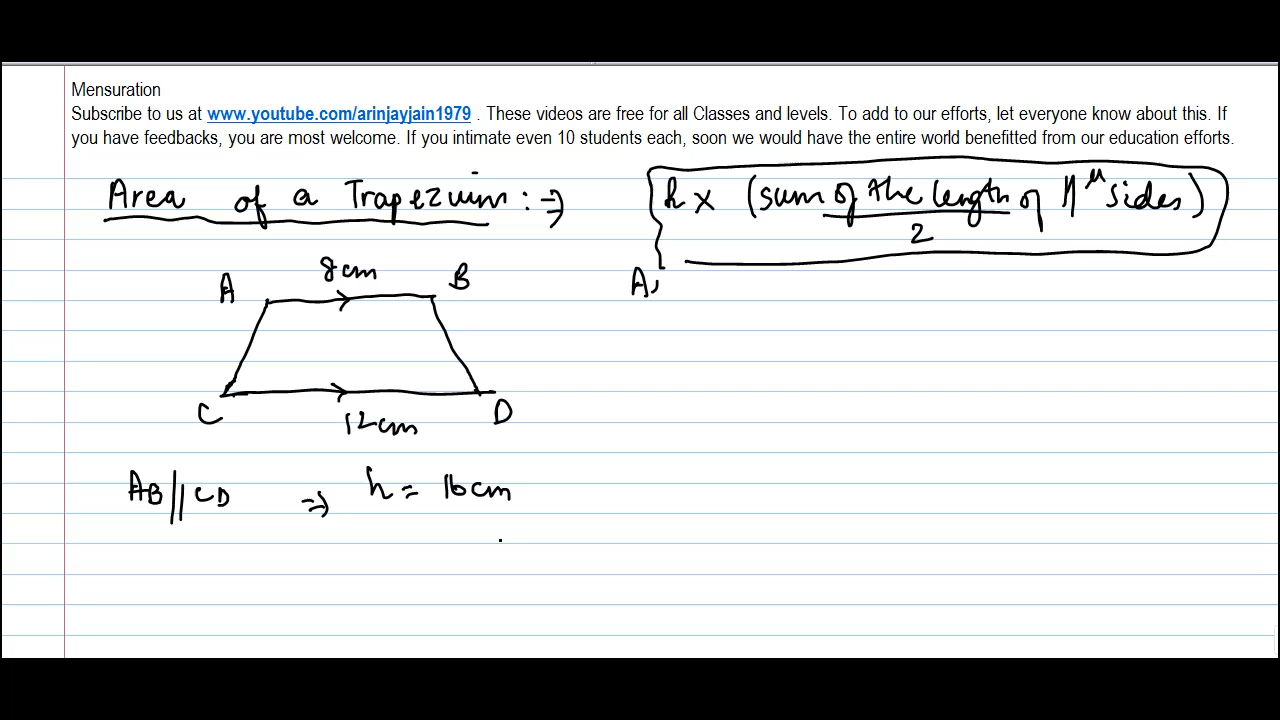 Mensuration
Subscribe to us at www.youtube.com/arinjayjain1979 . These videos are free for all Classes and levels. To add to our efforts, let everyone know about this. If
you have feedbacks, you are most welcome. If you intimate even 10 students each, soon we would have the entire world benefitted from our education efforts.
Area of a Trapezuim :⇒
h × (sum of the length of ||ˡˡ sides)
2
A,
8cm
A B
C D
12cm
AB||CD ⇒ h = 16cm